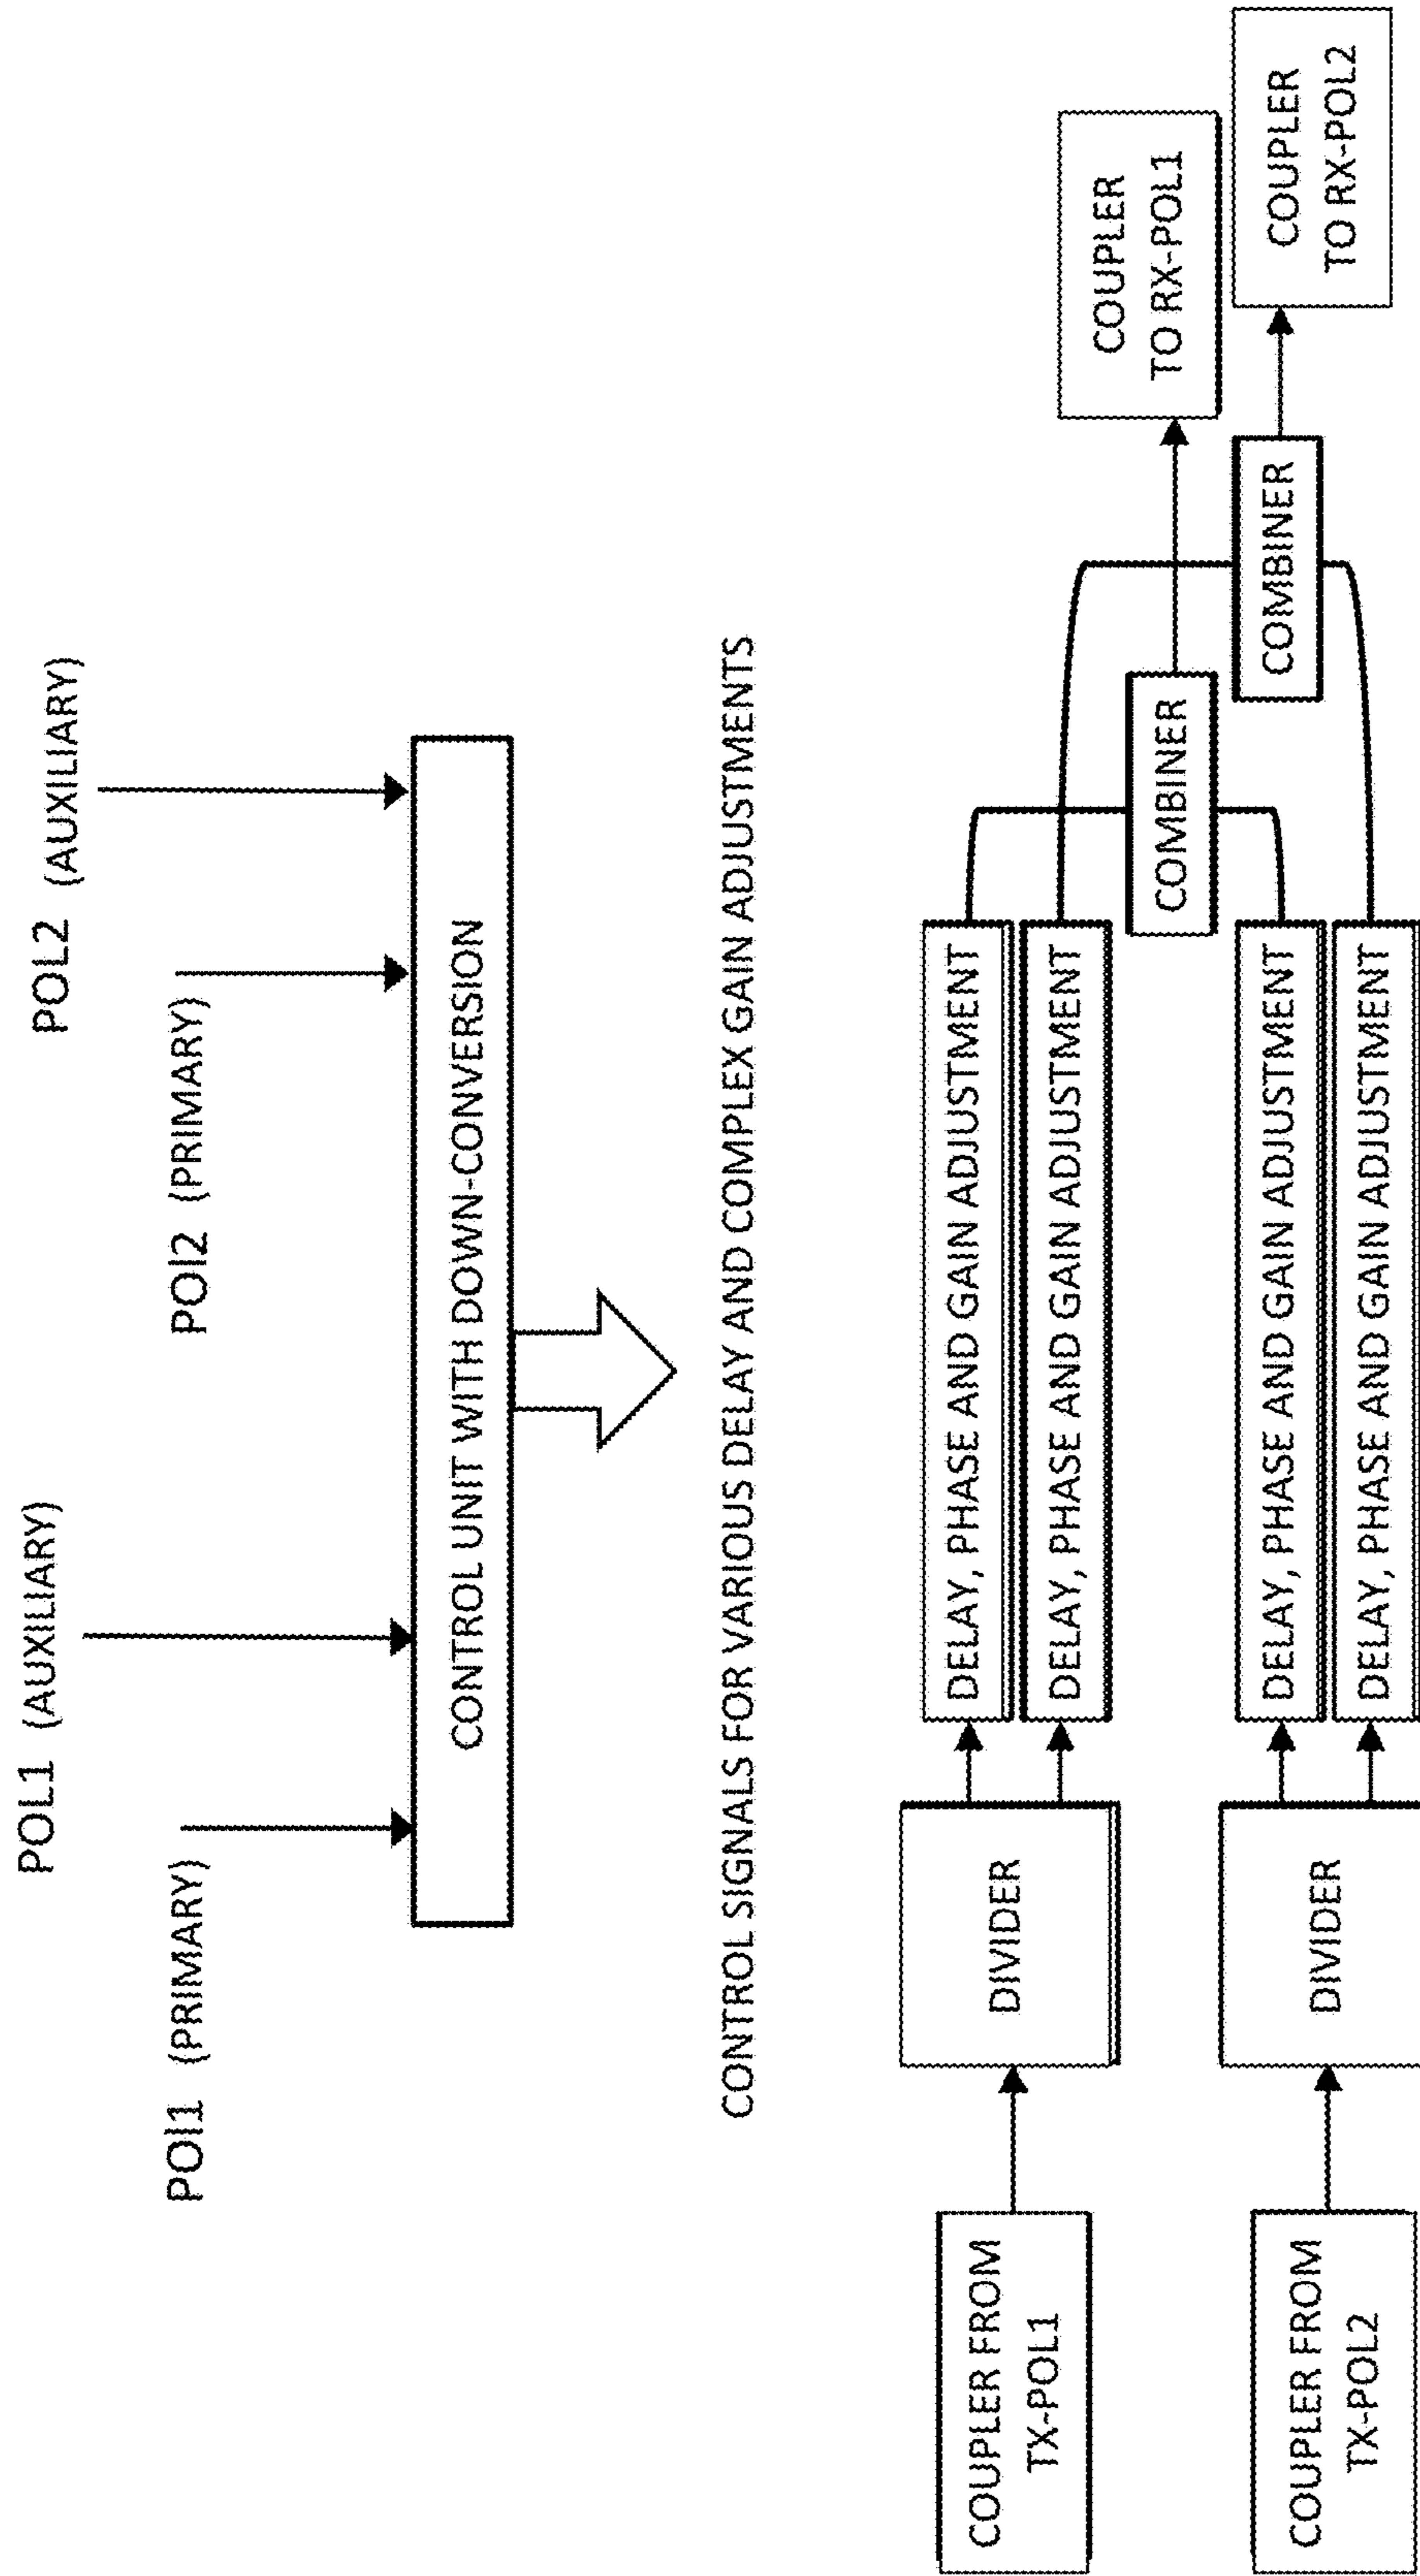 POL1 (AUXILIARY)
POL2 (AUXILIARY)
POI1 (PRIMARY)
POI2 (PRIMARY)
CONTROL UNIT WITH DOWN-CONVERSION
CONTROL SIGNALS FOR VARIOUS DELAY AND COMPLEX GAIN ADJUSTMENTS
COUPLER FROM
TX-POL1
DIVIDER
DELAY, PHASE AND GAIN ADJUSTMENT
DELAY, PHASE AND GAIN ADJUSTMENT
COMBINER
COUPLER
TO RX-POL1
COUPLER FROM
TX-POL2
DIVIDER
DELAY, PHASE AND GAIN ADJUSTMENT
DELAY, PHASE AND GAIN ADJUSTMENT
COMBINER
COUPLER
TO RX-POL2